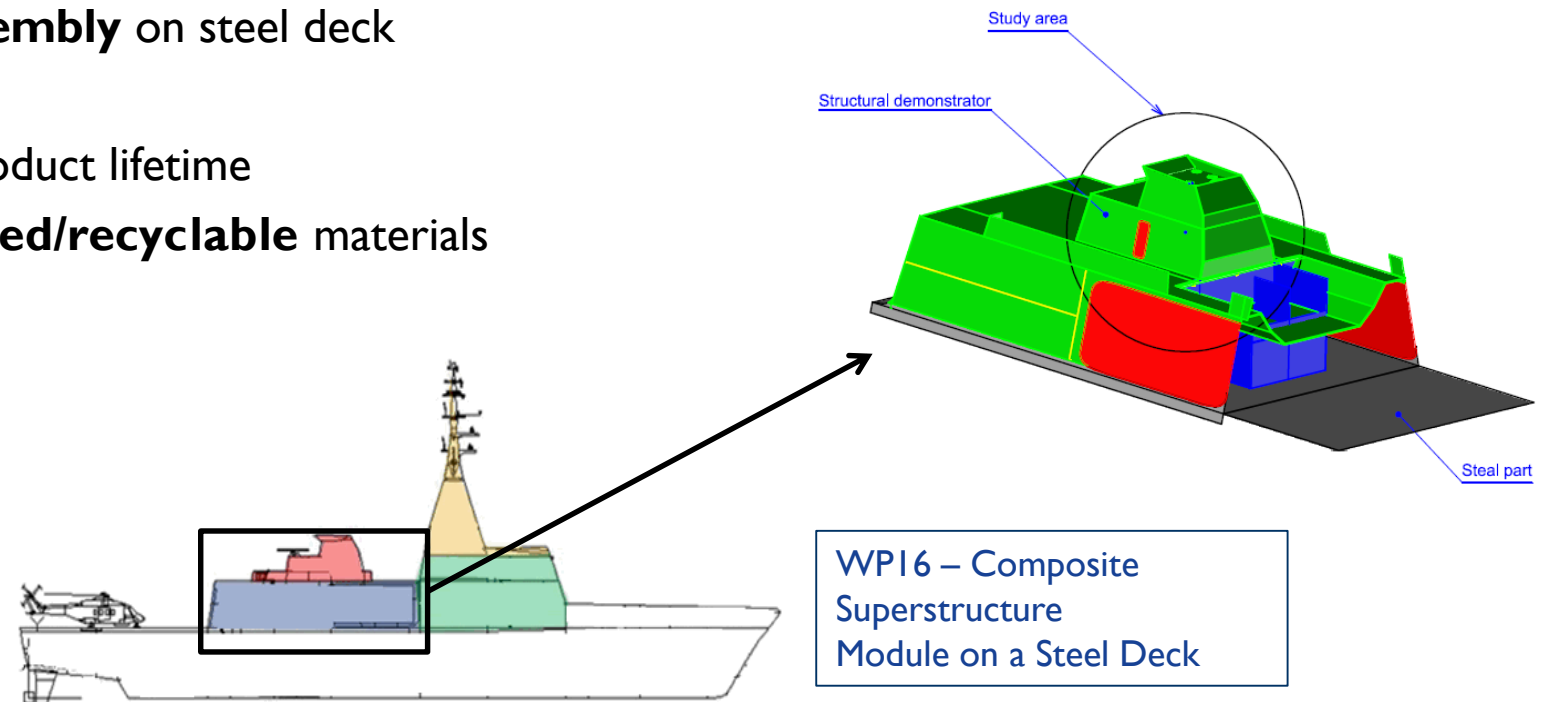 embly on steel deck
oduct lifetime
ed/recyclable materials
Study area
Structural demonstrator
Steal part
WP16 – Composite
Superstructure
Module on a Steel Deck